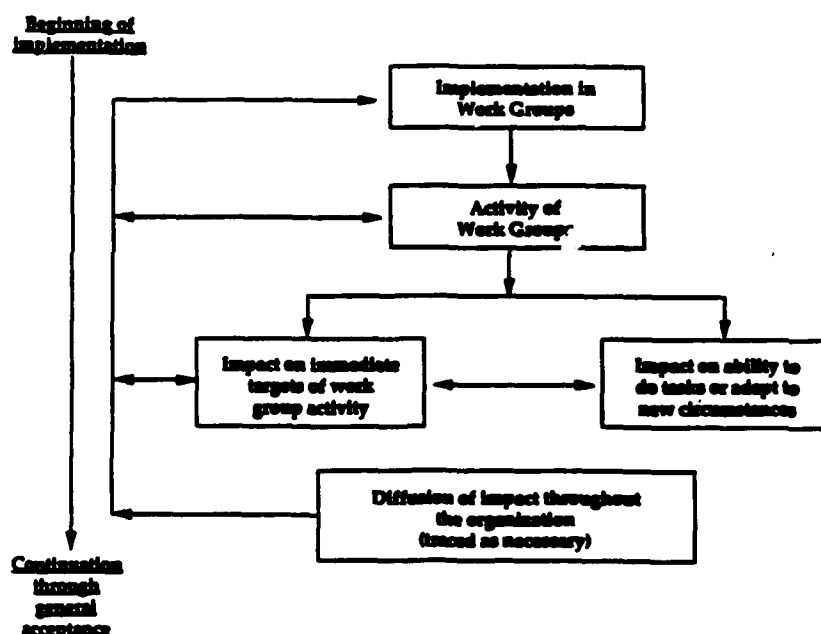 Beginning of
implementation
Implementation in
Work Groups
Activity of
Work Groups
Impact on immediate
targets of work
group activity
Impact on ability to
do tasks or adapt to
new circumstances
Diffusion of impact throughout
the organization
(traced as necessary)
Continuation
through
general
acceptance